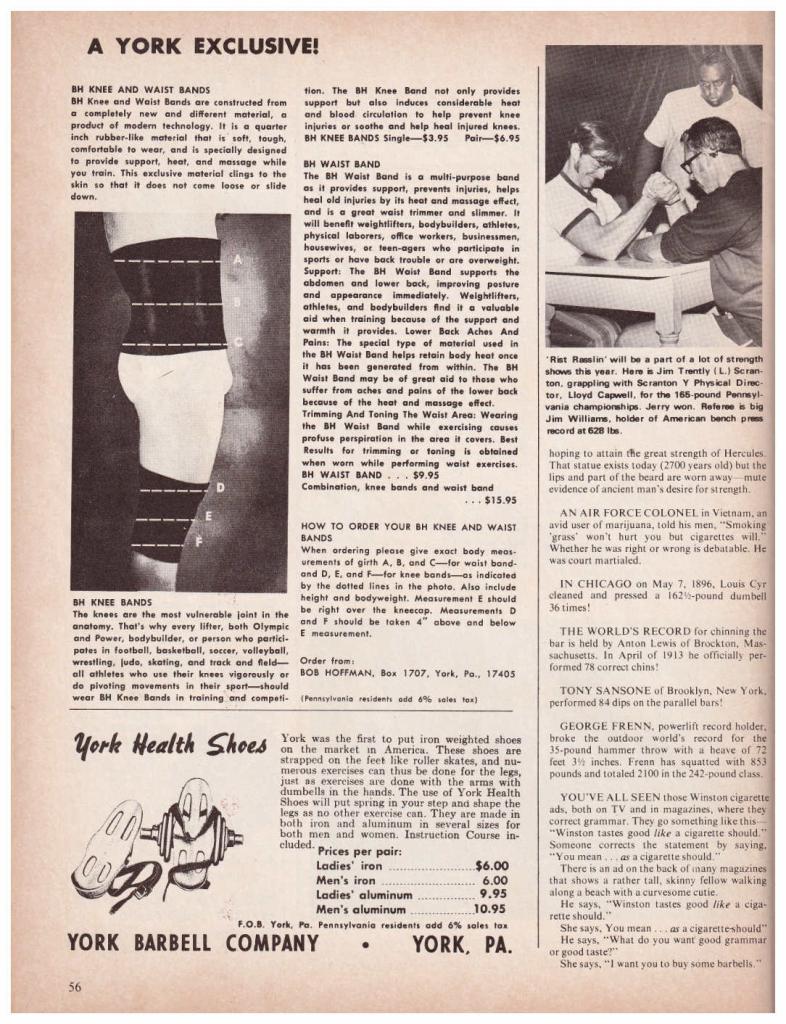 A YORK EXCLUSIVE!
BH KNEE AND WAIST BANDS
BH Knee and Waist Bands are constructed from
a completely new and different material, a
product of modern technology. It is a quarter
inch rubber-like material that is soft, tough,
comfortable to wear, and is specially designed
to provide support, heat, and massage while
you train. This exclusive material clings to the
skin so that it does not come loose or slide
down.
A
B
C
D
E
F
BH KNEE BANDS
The knees are the most vulnerable joint in the
anatomy. That's why every lifter, both Olympic
and Power, bodybuilder, or person who partici-
pates in football, basketball, soccer, volleyball,
wrestling, judo, skating, and track and field—
all athletes who use their knees vigorously or
do pivoting movements in their sport—should
wear BH Knee Bands in training and competi-
tion. The BH Knee Band not only provides
support but also induces considerable heat
and blood circulation to help prevent knee
injuries or soothe and help heal injured knees.
BH KNEE BANDS Single—$3.95 Pair—$6.95
BH WAIST BAND
The BH Waist Band is a multi-purpose band
as it provides support, prevents injuries, helps
heal old injuries by its heat and massage effect,
and is a great waist trimmer and slimmer. It
will benefit weightlifters, bodybuilders, athletes,
physical laborers, office workers, businessmen,
housewives, or teen-agers who participate in
sports or have back trouble or are overweight.
Support: The BH Waist Band supports the
abdomen and lower back, improving posture
and appearance immediately. Weightlifters,
athletes, and bodybuilders find it a valuable
aid when training because of the support and
warmth it provides. Lower Back Aches And
Pains: The special type of material used in
the BH Waist Band helps retain body heat once
it has been generated from within. The BH
Waist Band may be of great aid to those who
suffer from aches and pains of the lower back
because of the heat and massage effect.
Trimming And Toning The Waist Area: Wearing
the BH Waist Band while exercising causes
profuse perspiration in the area it covers. Best
Results for trimming or toning is obtained
when worn while performing waist exercises.
BH WAIST BAND . . . $9.95
Combination, knee bands and waist band
. . . $15.95
HOW TO ORDER YOUR BH KNEE AND WAIST
BANDS
When ordering please give exact body meas-
urements of girth A, B, and C—for waist band-
and D, E, and F—for knee bands—as indicated
by the dotted lines in the photo. Also include
height and bodyweight. Measurement E should
be right over the kneecap. Measurements D
and F should be taken 4" above and below
E measurement.
Order from:
BOB HOFFMAN, Box 1707, York, Pa., 17405
(Pennsylvania residents add 6% sales tax)
York Health Shoes
York was the first to put iron weighted shoes
on the market in America. These shoes are
strapped on the feet like roller skates, and nu-
merous exercises can thus be done for the legs,
just as exercises are done with the arms with
dumbells in the hands. The use of York Health
Shoes will put spring in your step and shape the
legs as no other exercise can. They are made in
both iron and aluminum in several sizes for
both men and women. Instruction Course in-
cluded.
Prices per pair:
Ladies' iron ........................$6.00
Men's iron ........................ 6.00
Ladies' aluminum ................ 9.95
Men's aluminum ................10.95
F.O.B. York, Pa. Pennsylvania residents add 6% sales tax
YORK BARBELL COMPANY • YORK, PA.
56
'Rist Rasslin' will be a part of a lot of strength
shows this year. Here is Jim Trently (L.) Scran-
ton, grappling with Scranton Y Physical Direc-
tor, Lloyd Capwell, for the 165-pound Pennsyl-
vania championships. Jerry won. Referee is big
Jim Williams, holder of American bench press
record at 628 lbs.
hoping to attain the great strength of Hercules.
That statue exists today (2700 years old) but the
lips and part of the beard are worn away—mute
evidence of ancient man's desire for strength.
AN AIR FORCE COLONEL in Vietnam, an
avid user of marijuana, told his men, "Smoking
'grass' won't hurt you but cigarettes will."
Whether he was right or wrong is debatable. He
was court martialed.
IN CHICAGO on May 7, 1896, Louis Cyr
cleaned and pressed a 162½-pound dumbell
36 times!
THE WORLD'S RECORD for chinning the
bar is held by Anton Lewis of Brockton, Mas-
sachusetts. In April of 1913 he officially per-
formed 78 correct chins!
TONY SANSONE of Brooklyn, New York,
performed 84 dips on the parallel bars!
GEORGE FRENN, powerlift record holder,
broke the outdoor world's record for the
35-pound hammer throw with a heave of 72
feet 3½ inches. Frenn has squatted with 853
pounds and totaled 2100 in the 242-pound class.
YOU'VE ALL SEEN those Winston cigarette
ads, both on TV and in magazines, where they
correct grammar. They go something like this—
"Winston tastes good like a cigarette should."
Someone corrects the statement by saying,
"You mean . . . as a cigarette should."
There is an ad on the back of many magazines
that shows a rather tall, skinny fellow walking
along a beach with a curvesome cutie.
He says, "Winston tastes good like a ciga-
rette should."
She says, You mean . . . as a cigarette should"
He says, "What do you want good grammar
or good taste?"
She says, "I want you to buy some barbells."